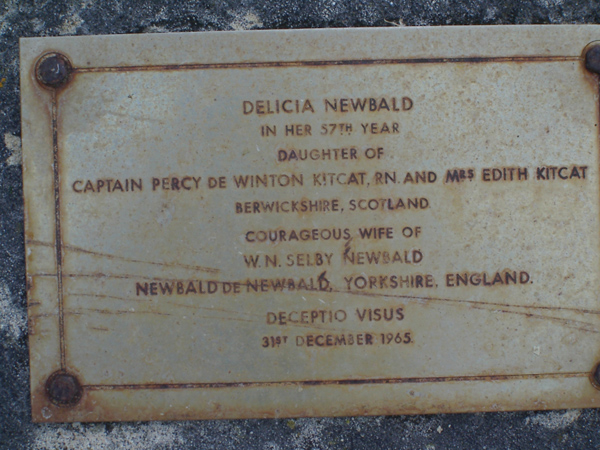 DELICIA NEWBALD
IN HER 57TH YEAR
DAUGHTER OF
CAPTAIN PERCY DE WINTON KITCAT, RN. AND MRS EDITH KITCAT
BERWICKSHIRE, SCOTLAND
COURAGEOUS WIFE OF
W. N. SELBY NEWBALD
NEWBALD DE NEWBALD, YORKSHIRE, ENGLAND.
DECEPTIO VISUS
31ST DECEMBER 1965.